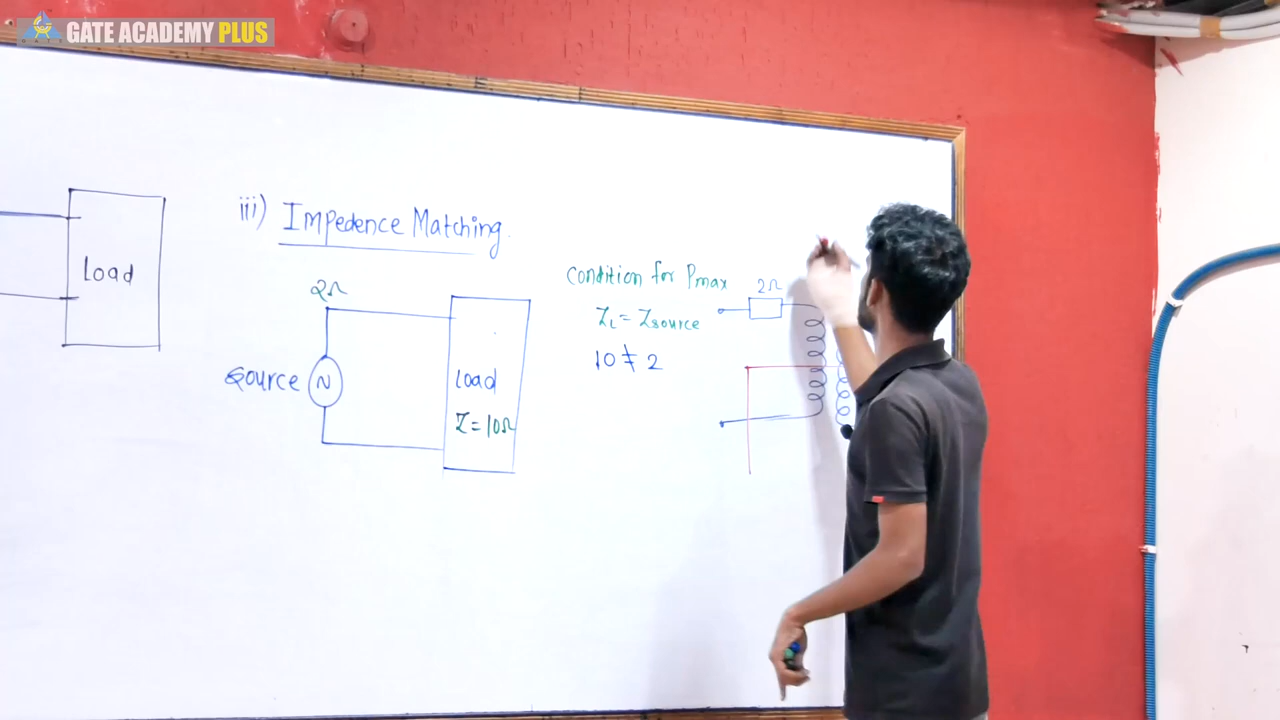 GATE ACADEMY PLUS
iii) Impedence Matching.
Load
2Ω
Source
N
Load
Z = 10Ω
Condition for Pmax
ZL = Zsource
10 ≠ 2
2Ω